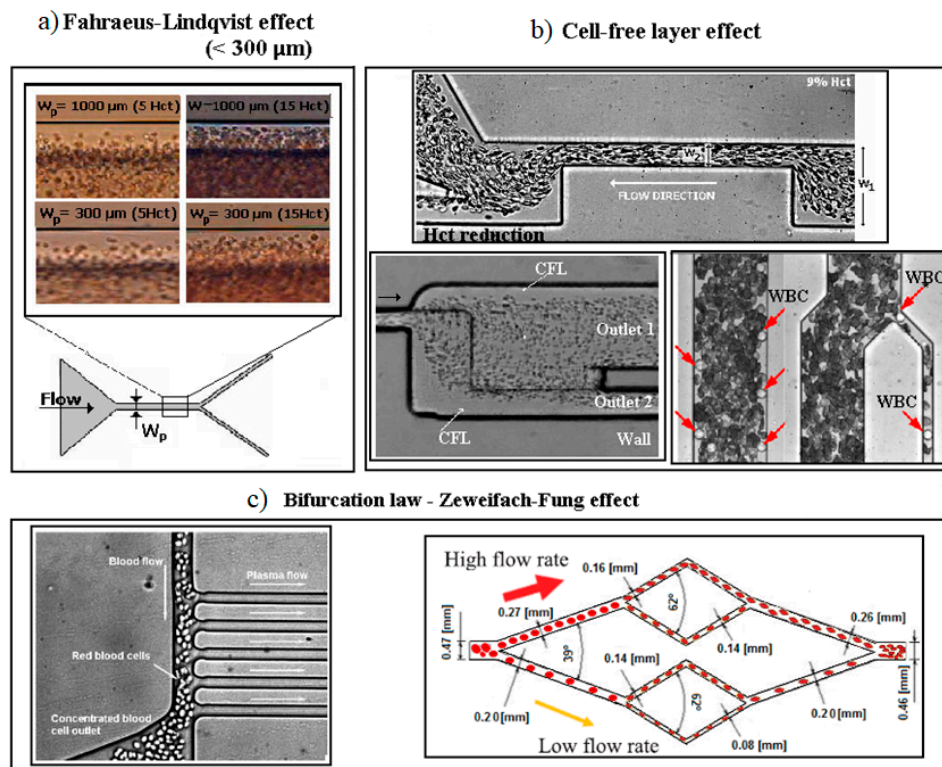 a) Fahraeus-Lindqvist effect
(< 300 μm)
b) Cell-free layer effect
Wp= 1000 μm (5 Hct)
W=1000 μm (15 Hct)
Wp = 300 μm (5Hct)
Wp = 300 μm (15Hct)
Flow
Wp
9% Hct
W2
W1
FLOW DIRECTION
Hct reduction
CFL
Outlet 1
Outlet 2
CFL
Wall
WBC
WBC
WBC
c) Bifurcation law - Zeweifach-Fung effect
Blood flow
Plasma flow
Red blood cells
Concentrated blood
cell outlet
High flow rate
0.16 [mm]
0.27 [mm]
62°
0.26 [mm]
0.47 [mm]
39°
0.14 [mm]
0.14 [mm]
0.20[mm]
62°
0.20 [mm]
0.46 [mm]
Low flow rate
0.08 [mm]